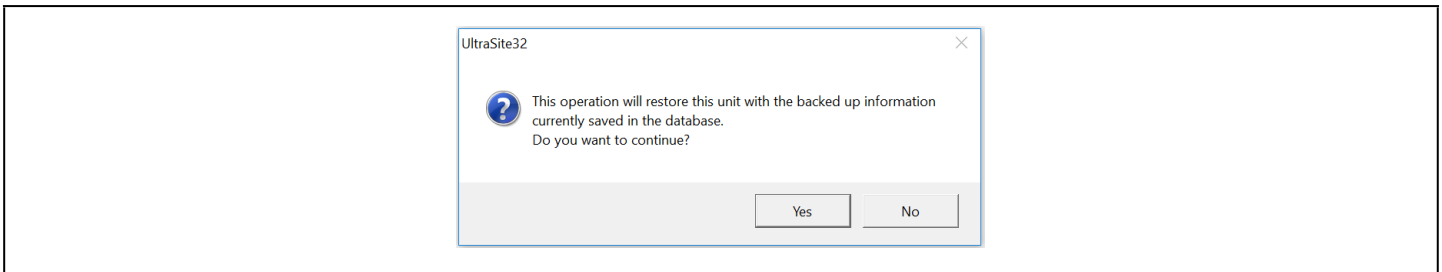 UltraSite32
This operation will restore this unit with the backed up information
currently saved in the database.
Do you want to continue?
Yes
No